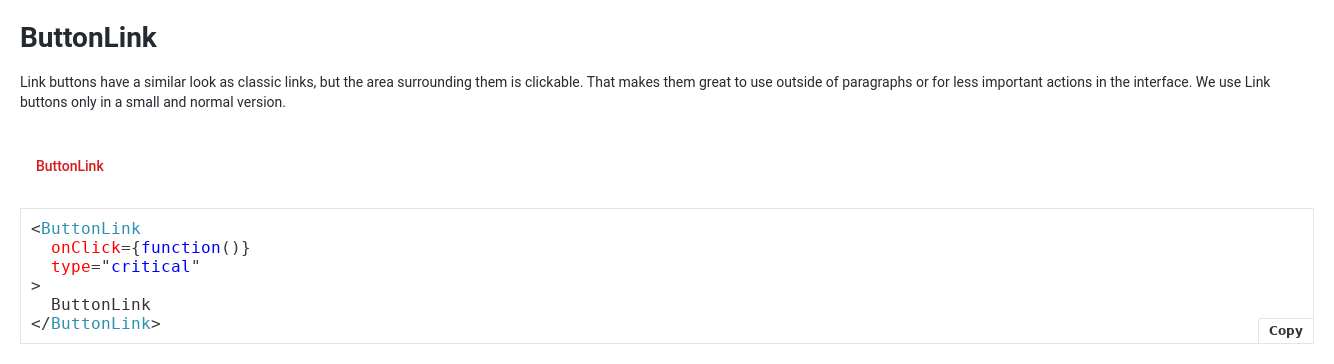 ButtonLink
Link buttons have a similar look as classic links, but the area surrounding them is clickable. That makes them great to use outside of paragraphs or for less important actions in the interface. We use Link
buttons only in a small and normal version.
ButtonLink
<ButtonLink
  onClick={function()}
  type="critical"
>
  ButtonLink
</ButtonLink>
Copy